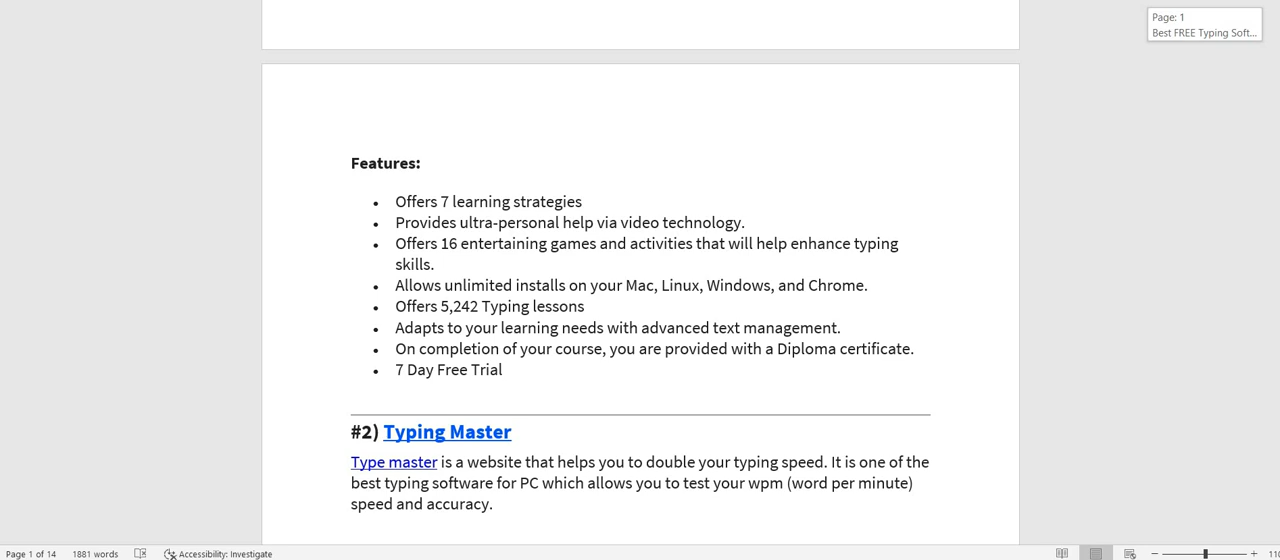 Page: 1
Best FREE Typing Soft...
Features:
• Offers 7 learning strategies
• Provides ultra-personal help via video technology.
• Offers 16 entertaining games and activities that will help enhance typing
skills.
• Allows unlimited installs on your Mac, Linux, Windows, and Chrome.
• Offers 5,242 Typing lessons
• Adapts to your learning needs with advanced text management.
• On completion of your course, you are provided with a Diploma certificate.
• 7 Day Free Trial
#2) Typing Master
Type master is a website that helps you to double your typing speed. It is one of the
best typing software for PC which allows you to test your wpm (word per minute)
speed and accuracy.
Page 1 of 14 1881 words Accessibility: Investigate